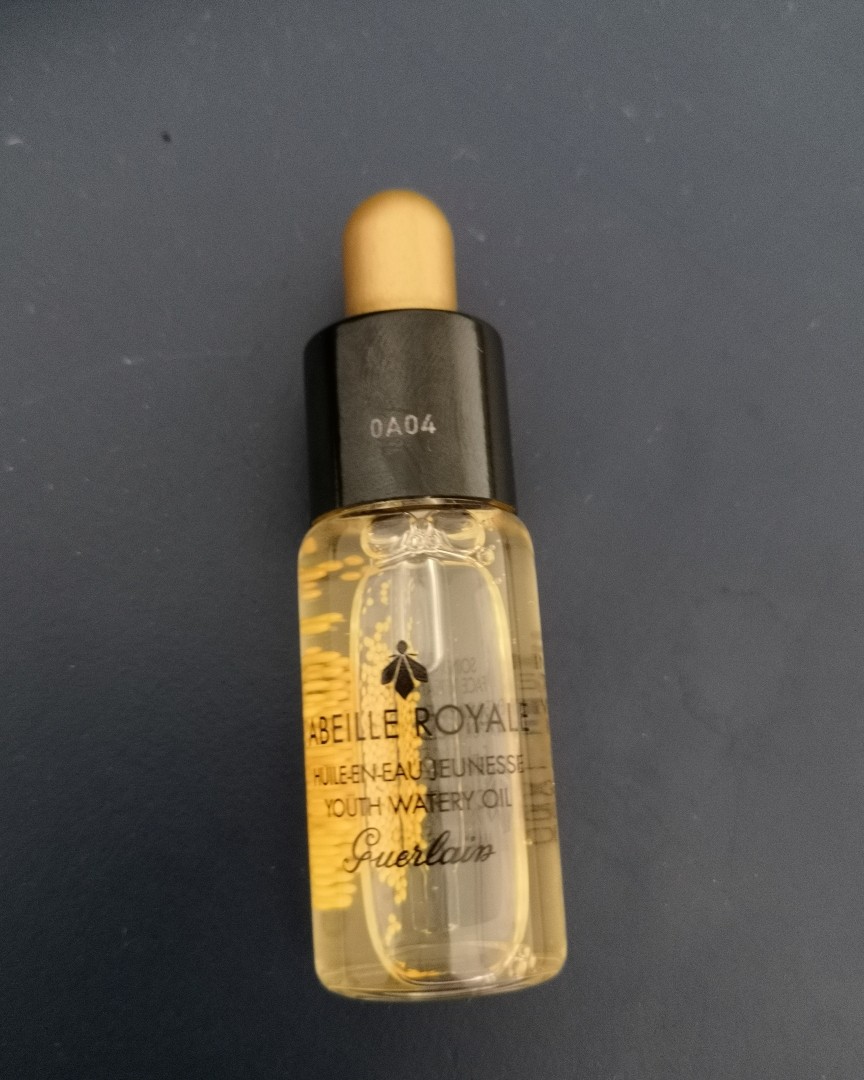 0A04
ABEILLE ROYALE
HUILE-EN-EAU JEUNESSE
YOUTH WATERY OIL
Guerlain